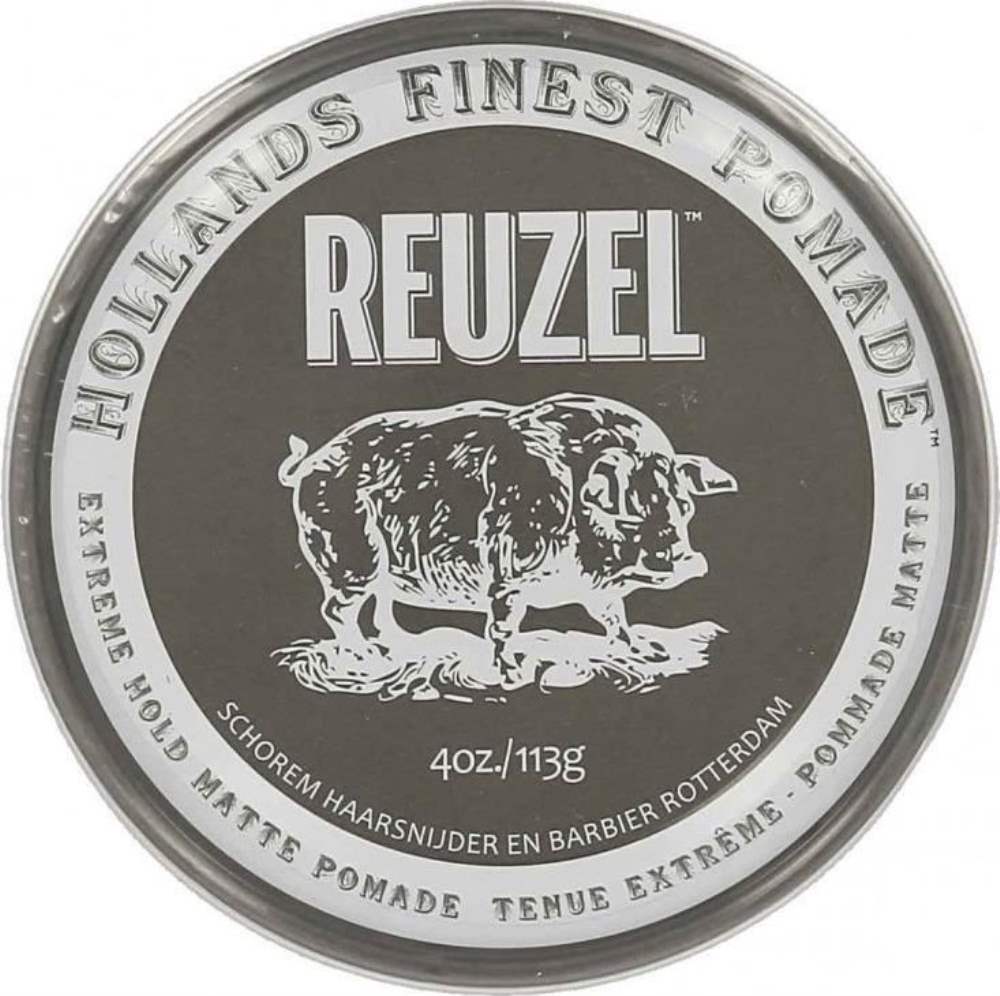 HOLLANDS FINEST POMADE™
REUZEL™
4oz./113g
SCHOREM HAARSNIJDER EN BARBIER ROTTERDAM
EXTREME HOLD MATTE POMADE
TENUE EXTRÊME - POMMADE MATTE